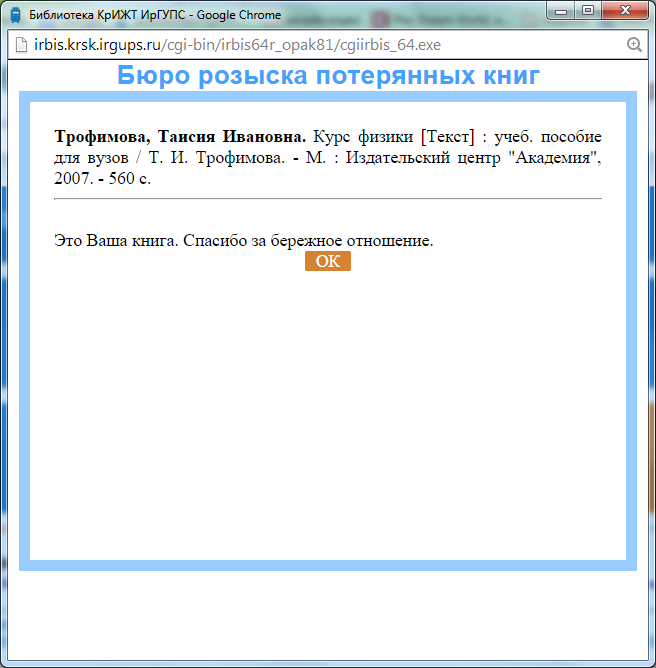 Библиотека КрИЖТ ИрГУПС - Google Chrome
irbis.krsk.irgups.ru/cgi-bin/irbis64r_opak81/cgiirbis_64.exe
Бюро розыска потерянных книг
Трофимова, Таисия Ивановна. Курс физики [Текст] : учеб. пособие
для вузов / Т. И. Трофимова. - М. : Издательский центр "Академия",
2007. - 560 с.
Это Ваша книга. Спасибо за бережное отношение.
ОК